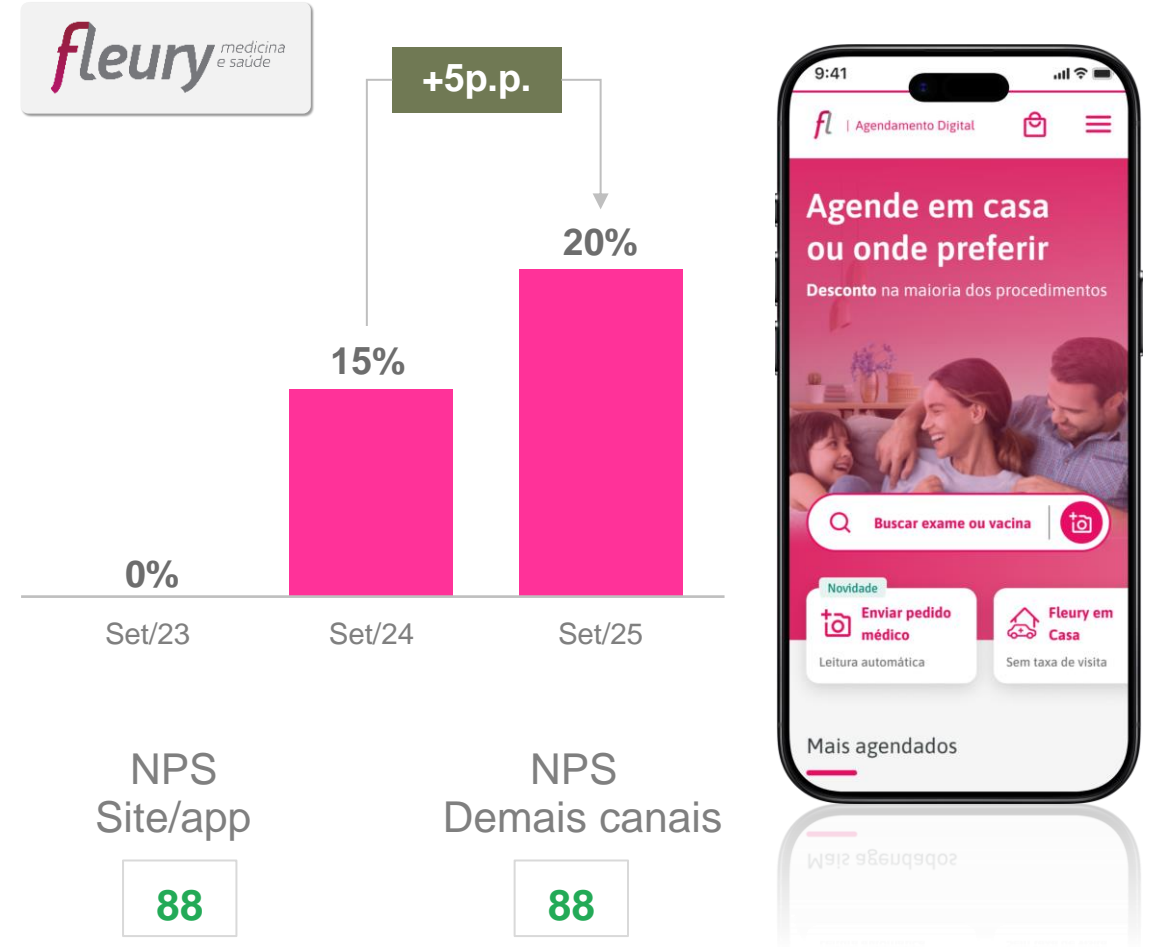 fleury medicina
e saúde
+5p.p.
20%
15%
0%
Set/23
Set/24
Set/25
NPS
Site/app
88
NPS
Demais canais
88
9:41
fl | Agendamento Digital
Agende em casa
ou onde preferir
Desconto na maioria dos procedimentos
Buscar exame ou vacina
Novidade
Enviar pedido
médico
Leitura automática
Fleury em
Casa
Sem taxa de visita
Mais agendados
Mais agendados